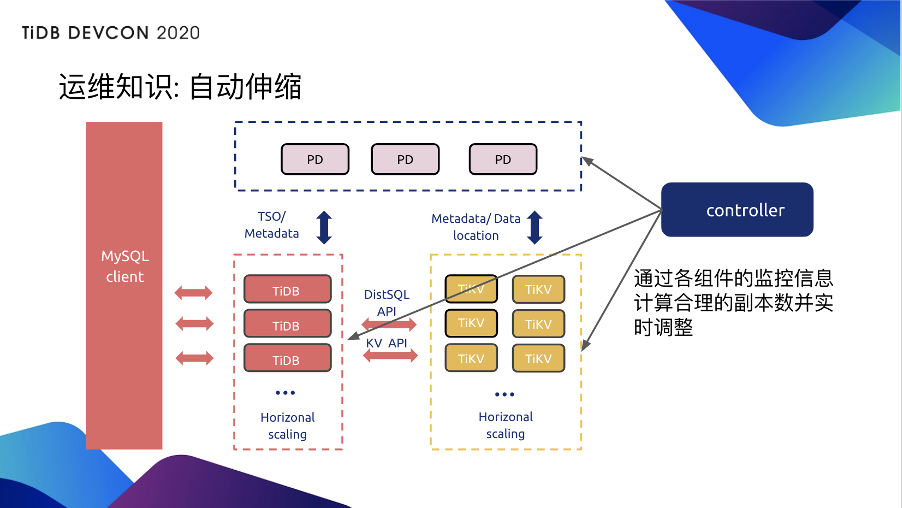 TiDB DEVCON 2020
运维知识: 自动伸缩
PD
PD
PD
MySQL
client
TSO/
Metadata
Metadata/ Data
location
controller
TiDB
TiDB
TiDB
DistSQL
API
KV API
TiKV
TiKV
TiKV
TiKV
TiKV
TiKV
通过各组件的监控信息
计算合理的副本数并实
时调整
•••
Horizonal
scaling
•••
Horizonal
scaling